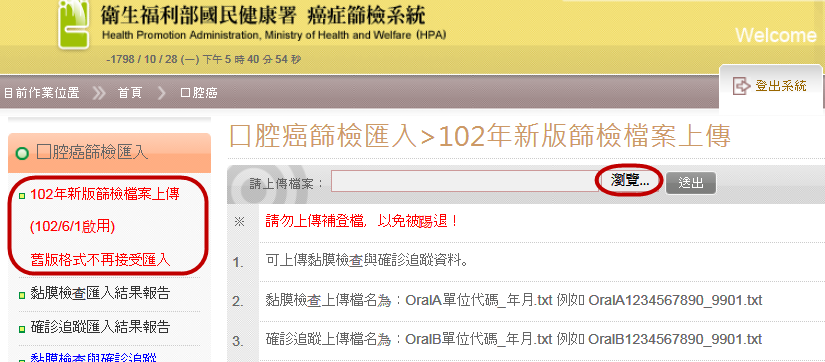 衛生福利部國民健康署 癌症篩檢系統
Health Promotion Administration, Ministry of Health and Welfare (HPA)
Welcome
-1798 / 10 / 28 (一) 下午 5 時 40 分 54 秒
目前作業位置 首頁 口腔癌
登出系統
口腔癌篩檢匯入
102年新版篩檢檔案上傳
(102/6/1啟用)
舊版格式不再接受匯入
黏膜檢查匯入結果報告
確診追蹤匯入結果報告
黏膜檢查與確診追蹤
口腔癌篩檢匯入>102年新版篩檢檔案上傳
請上傳檔案： 瀏覽... 送出
※ 請勿上傳補登檔，以免被踢退！
1. 可上傳黏膜檢查與確診追蹤資料。
2. 黏膜檢查上傳檔名為：OralA單位代碼_年月.txt 例如 OralA1234567890_9901.txt
3. 確診追蹤上傳檔名為：OralB單位代碼_年月.txt 例如 OralB1234567890_9901.txt